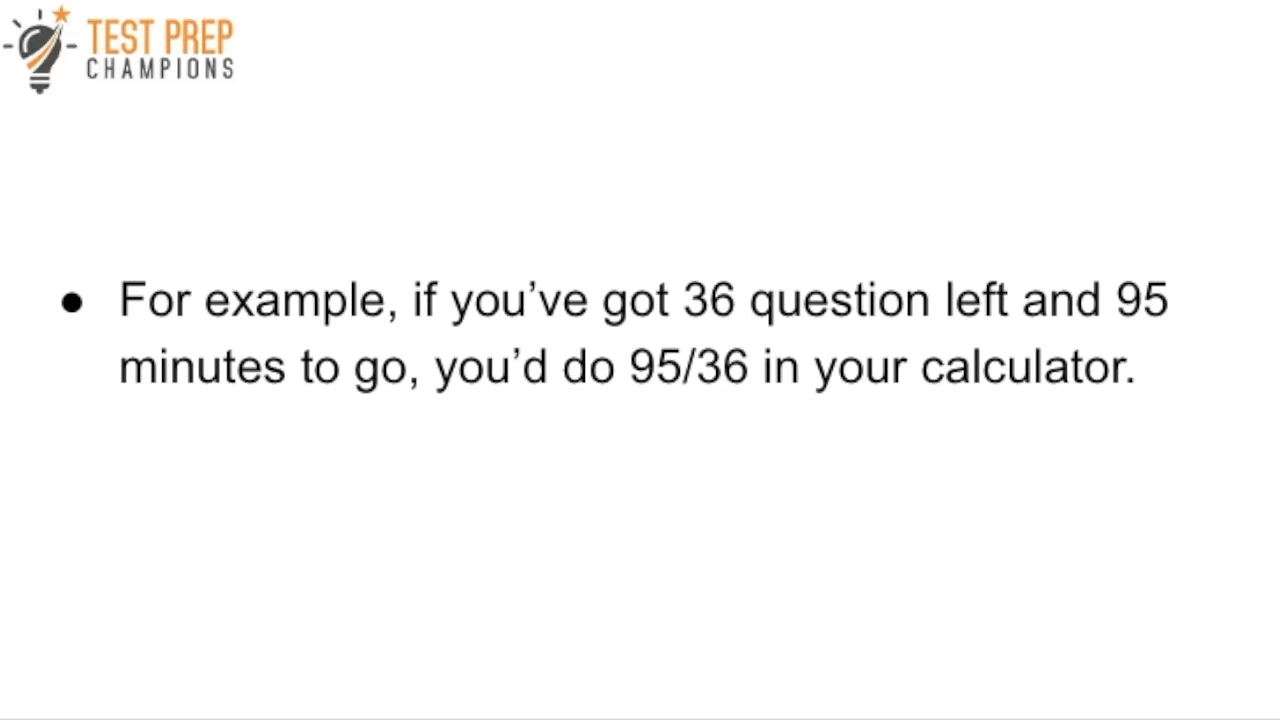 TEST PREP
CHAMPIONS
● For example, if you’ve got 36 question left and 95
minutes to go, you’d do 95/36 in your calculator.